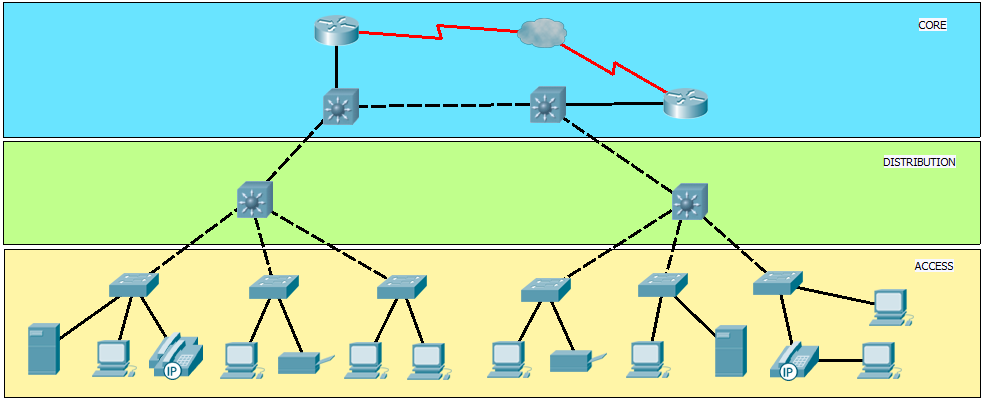 CORE
DISTRIBUTION
ACCESS
IP
IP